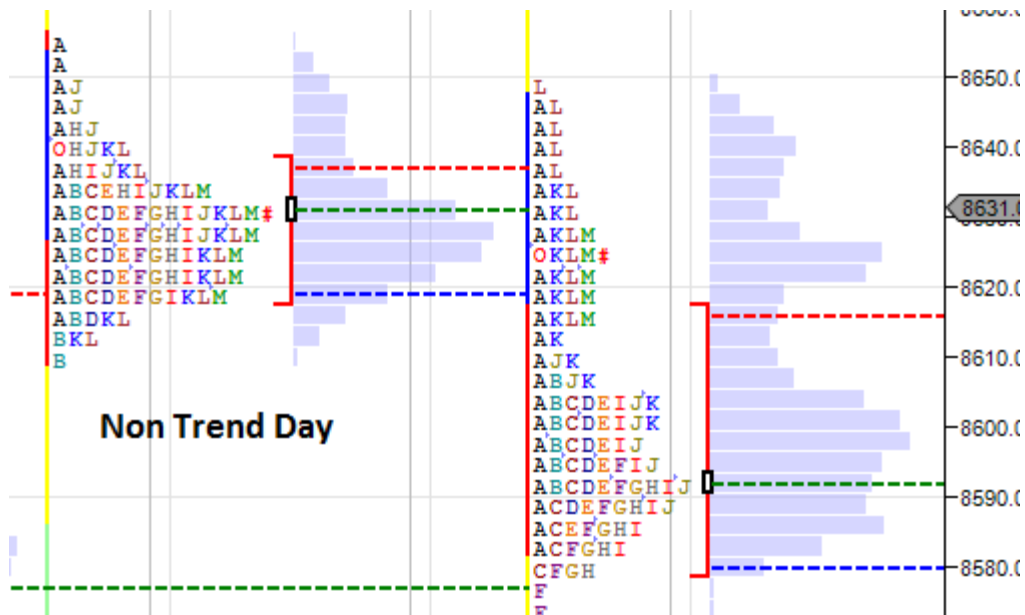 A
A
AJ
AJ
AHJ
OHJKL
AHIJKL
ABCEHIJKLM
ABCDEFGHIJKLM#
ABCDEFGHIJKLM
ABCDEFGHIKLM
ABCDEFGHIKLM
ABCDEFGIKLM
ABDKL
BKL
B
Non Trend Day
L
AL
AL
AL
AL
AKL
AKL
AKLM
OKLM#
AKLM
AKLM
AKLM
AK
AJK
ABJK
ABCDEIJK
ABCDEIJK
ABCDEIJ
ABCDEFIJ
ABCDEFGHIJ
ACDEFGHIJ
ACEFGHI
ACFGHI
CFGH
F
8650.0
8640.0
8631.0
8620.0
8610.0
8600.0
8590.0
8580.0